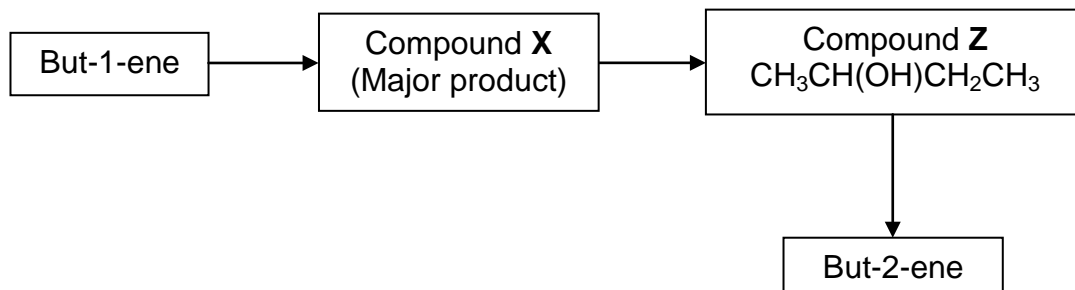 But-1-ene
Compound X
(Major product)
Compound Z
CH₃CH(OH)CH₂CH₃
But-2-ene